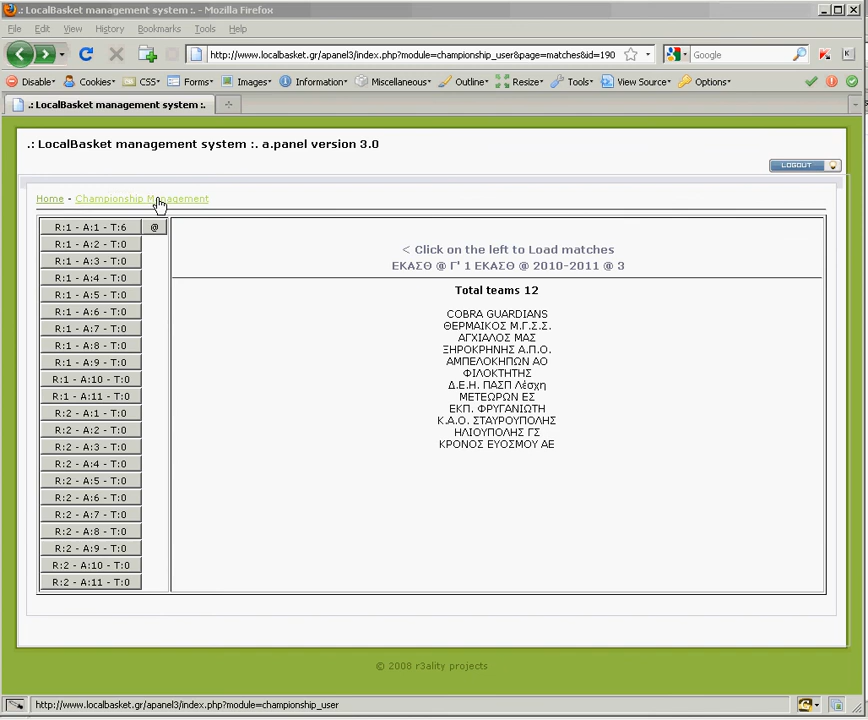 .: LocalBasket management system :. - Mozilla Firefox
File Edit View History Bookmarks Tools Help
http://www.localbasket.gr/apanel3/index.php?module=championship_user&page=matches&id=190 Google
Disable Cookies CSS Forms Images Information Miscellaneous Outline Resize Tools View Source Options
.: LocalBasket management system :.
.: LocalBasket management system :. a.panel version 3.0
LOGOUT
Home - Championship Management
R:1 - A:1 - T:6 @
R:1 - A:2 - T:0
R:1 - A:3 - T:0
R:1 - A:4 - T:0
R:1 - A:5 - T:0
R:1 - A:6 - T:0
R:1 - A:7 - T:0
R:1 - A:8 - T:0
R:1 - A:9 - T:0
R:1 - A:10 - T:0
R:1 - A:11 - T:0
R:2 - A:1 - T:0
R:2 - A:2 - T:0
R:2 - A:3 - T:0
R:2 - A:4 - T:0
R:2 - A:5 - T:0
R:2 - A:6 - T:0
R:2 - A:7 - T:0
R:2 - A:8 - T:0
R:2 - A:9 - T:0
R:2 - A:10 - T:0
R:2 - A:11 - T:0
< Click on the left to Load matches
ΕΚΑΣΘ @ Γ' 1 ΕΚΑΣΘ @ 2010-2011 @ 3
Total teams 12
COBRA GUARDIANS
ΘΕΡΜΑΙΚΟΣ Μ.Γ.Σ.Σ.
ΑΓΧΙΑΛΟΣ ΜΑΣ
ΞΗΡΟΚΡΗΝΗΣ Α.Π.Ο.
ΑΜΠΕΛΟΚΗΠΩΝ ΑΟ
ΦΙΛΟΚΤΗΤΗΣ
Δ.Ε.Η. ΠΑΣΠ Λέσχη
ΜΕΤΕΩΡΩΝ ΕΣ
ΕΚΠ. ΦΡΥΓΑΝΙΩΤΗ
Κ.Α.Ο. ΣΤΑΥΡΟΥΠΟΛΗΣ
ΗΛΙΟΥΠΟΛΗΣ ΓΣ
ΚΡΟΝΟΣ ΕΥΟΣΜΟΥ ΑΕ
© 2008 r3ality projects
http://www.localbasket.gr/apanel3/index.php?module=championship_user